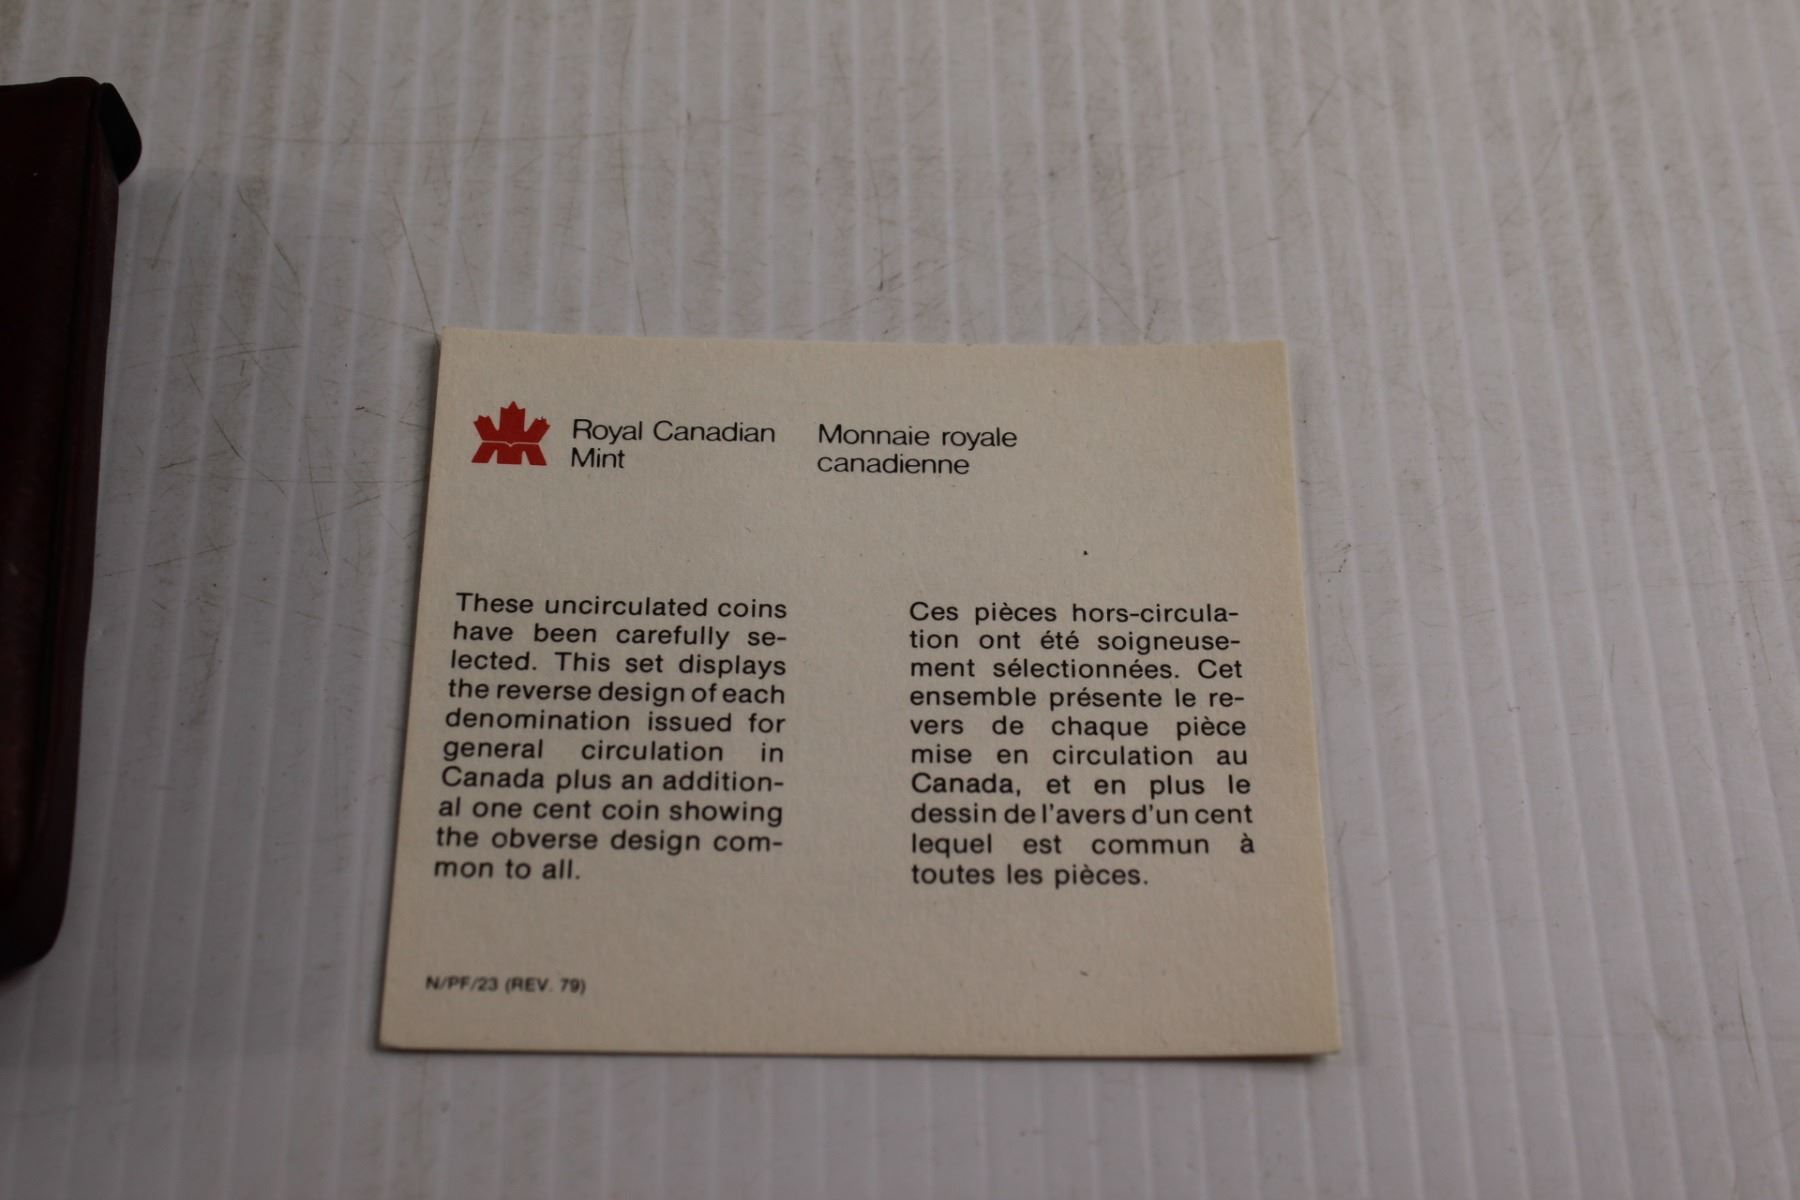 Royal Canadian
Mint
Monnaie royale
canadienne
These uncirculated coins
have been carefully se-
lected. This set displays
the reverse design of each
denomination issued for
general circulation in
Canada plus an addition-
al one cent coin showing
the obverse design com-
mon to all.
Ces pièces hors-circula-
tion ont été soigneuse-
ment sélectionnées. Cet
ensemble présente le re-
vers de chaque pièce
mise en circulation au
Canada, et en plus le
dessin de l'avers d'un cent
lequel est commun à
toutes les pièces.
N/PF/23 (REV. 79)